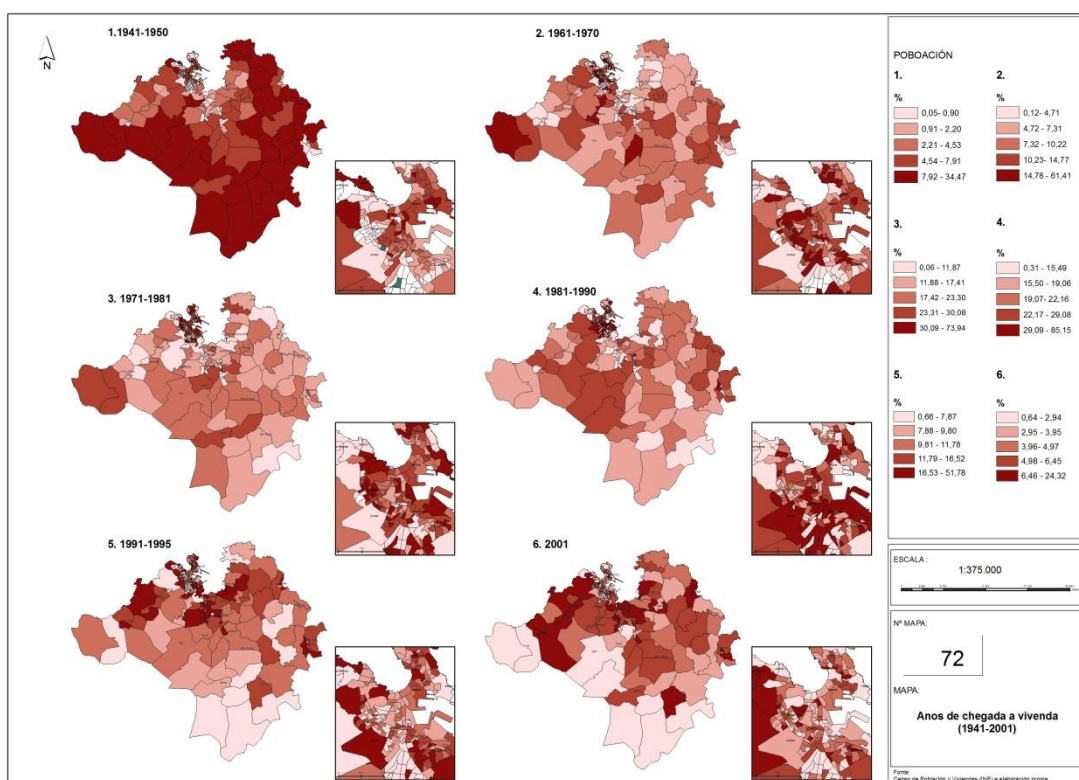 1.1941-1950
2. 1961-1970
N
3. 1971-1981
4. 1981-1990
5. 1991-1995
6. 2001
POBOACIÓN
1.
%
0,05- 0,90
0,91 - 2,20
2,21 - 4,53
4,54 - 7,91
7,92 - 34,47
2.
%
0,12- 4,71
4,72 - 7,31
7,32 - 10,22
10,23- 14,77
14,78 - 61,41
3.
%
0,06 - 11,87
11,88 - 17,41
17,42 - 23,30
23,31 - 30,08
30,09 - 73,94
4.
%
0,31 - 15,49
15,50 - 19,06
19,07- 22,16
22,17 - 29,08
29,09 - 85,15
5.
%
0,66 - 7,87
7,88 - 9,80
9,81 - 11,78
11,79 - 16,52
16,53 - 51,78
6.
%
0,64 - 2,94
2,95 - 3,95
3,96- 4,97
4,98 - 6,45
6,46 - 24,32
ESCALA :
1:375.000
Nº MAPA:
72
MAPA:
Anos de chegada a vivenda
(1941-2001)
Fonte:
Censo de Población y Viviendas (INE) e elaboración propia